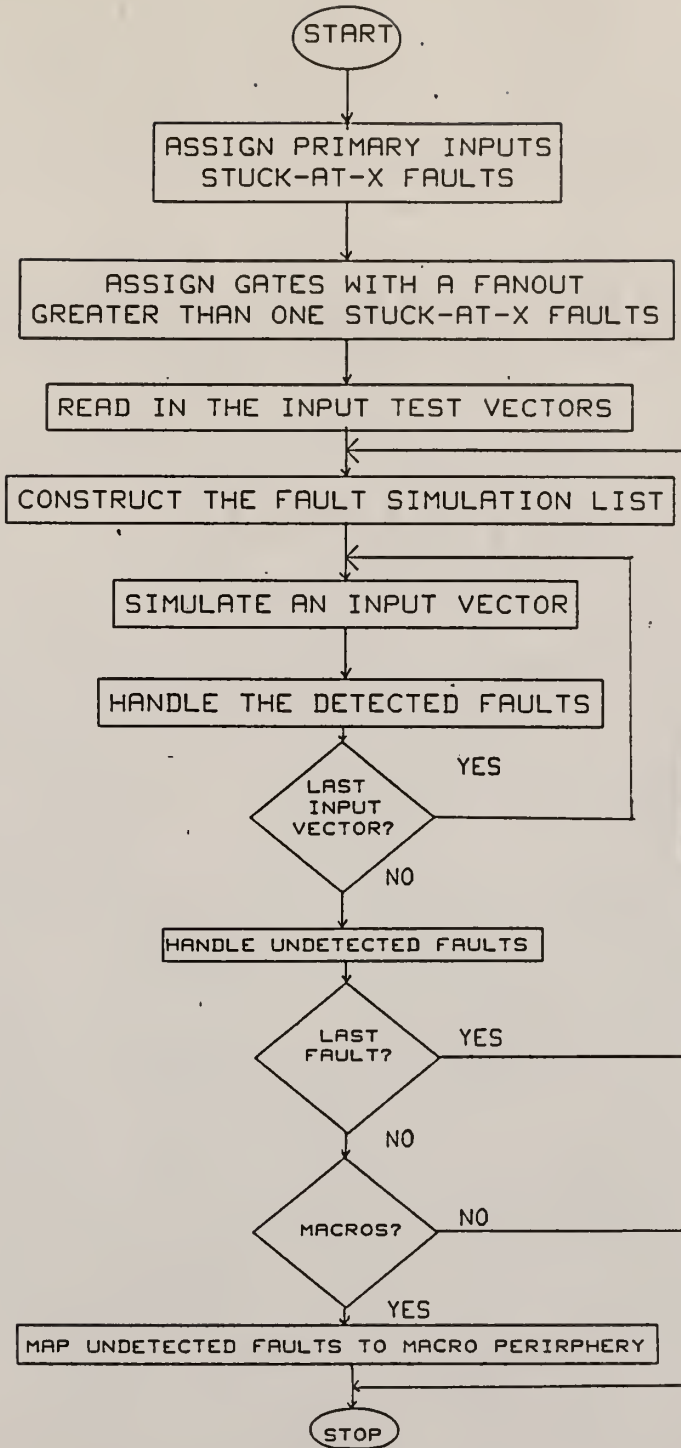 START
ASSIGN PRIMARY INPUTS
STUCK-AT-X FAULTS
ASSIGN GATES WITH A FANOUT
GREATER THAN ONE STUCK-AT-X FAULTS
READ IN THE INPUT TEST VECTORS
CONSTRUCT THE FAULT SIMULATION LIST
SIMULATE AN INPUT VECTOR
HANDLE THE DETECTED FAULTS
YES
LAST
INPUT
VECTOR?
NO
HANDLE UNDETECTED FAULTS
LAST
FAULT?
YES
NO
MACROS?
NO
YES
MAP UNDETECTED FAULTS TO MACRO PERIRPHERY
STOP